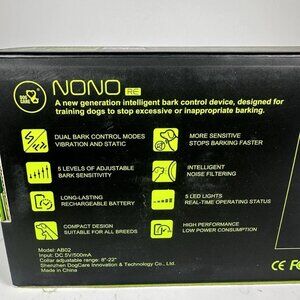 DOG CARE
NONO RE
A new generation intelligent bark control device, designed for
training dogs to stop excessive or inappropriate barking.
DUAL BARK CONTROL MODES
VIBRATION AND STATIC
MORE SENSITIVE
STOPS BARKING FASTER
5 LEVELS OF ADJUSTABLE
BARK SENSITIVITY
INTELLIGENT
NOISE FILTERING
LONG-LASTING
RECHARGEABLE BATTERY
5 LED LIGHTS
REAL-TIME OPERATING STATUS
COMPACT DESIGN
SUITABLE FOR ALL BREEDS
HIGH PERFORMANCE
LOW POWER CONSUMPTION
Model: AB02
Input: DC 5V/500mA
Collar adjustable range: 8"-22"
Shenzhen DogCare Innovation & Technology Co., Ltd.
Made in China
CE